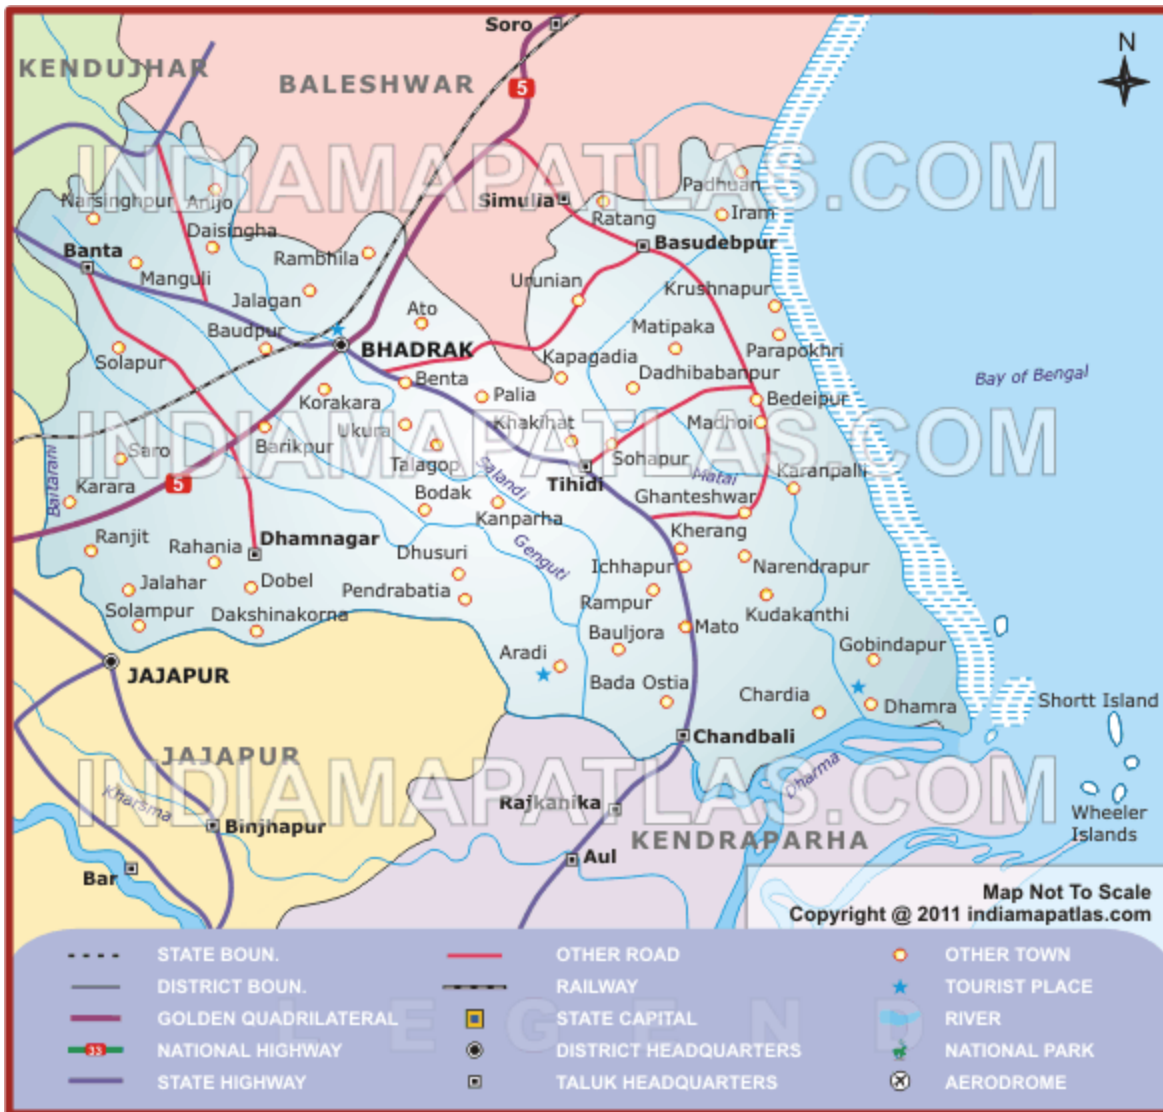 Soro
N
KENDUJHAR
BALESHWAR
5
INDIAMAPATLAS.COM
Padhuan
Narsinghpur
Anijo
Simulia
Ratang
Iram
Daisingha
Banta
Basudebpur
Rambhila
Manguli
Urunian
Krushnapur
Jalagan
Ato
Baudpur
Matipaka
Solapur
BHADRAK
Kapagadia
Parapokhri
Benta
Dadhibabanpur
Bay of Bengal
Korakara
Palia
Bedeipur
Ukura
Khakihat
Madhoi
INDIAMAPATLAS.COM
Barikpur
Saro
Talagop
Sohapur
Baitarani
Salandi
Matai
Karanpalli
Karara
5
Tihidi
Bodak
Ghanteshwar
Kanparha
Ranjit
Rahania
Dhamnagar
Kherang
Dhusuri
Genguti
Ichhapur
Narendrapur
Jalahar
Dobel
Pendrabatia
Rampur
Solampur
Dakshinakorna
Kudakanthi
Bauljora
Mato
Aradi
Gobindapur
JAJAPUR
Bada Ostia
Chardia
Dhamra
Shortt Island
Chandbali
JAJAPUR
Dharma
INDIAMAPATLAS.COM
Kharsma
Rajkanika
Wheeler
Islands
Binjhapur
KENDRAPARHA
Aul
Bar
Map Not To Scale
Copyright @ 2011 indiamapatlas.com
LEGEND
STATE BOUN.
DISTRICT BOUN.
GOLDEN QUADRILATERAL
33 NATIONAL HIGHWAY
STATE HIGHWAY
OTHER ROAD
RAILWAY
STATE CAPITAL
DISTRICT HEADQUARTERS
TALUK HEADQUARTERS
OTHER TOWN
TOURIST PLACE
RIVER
NATIONAL PARK
AERODROME